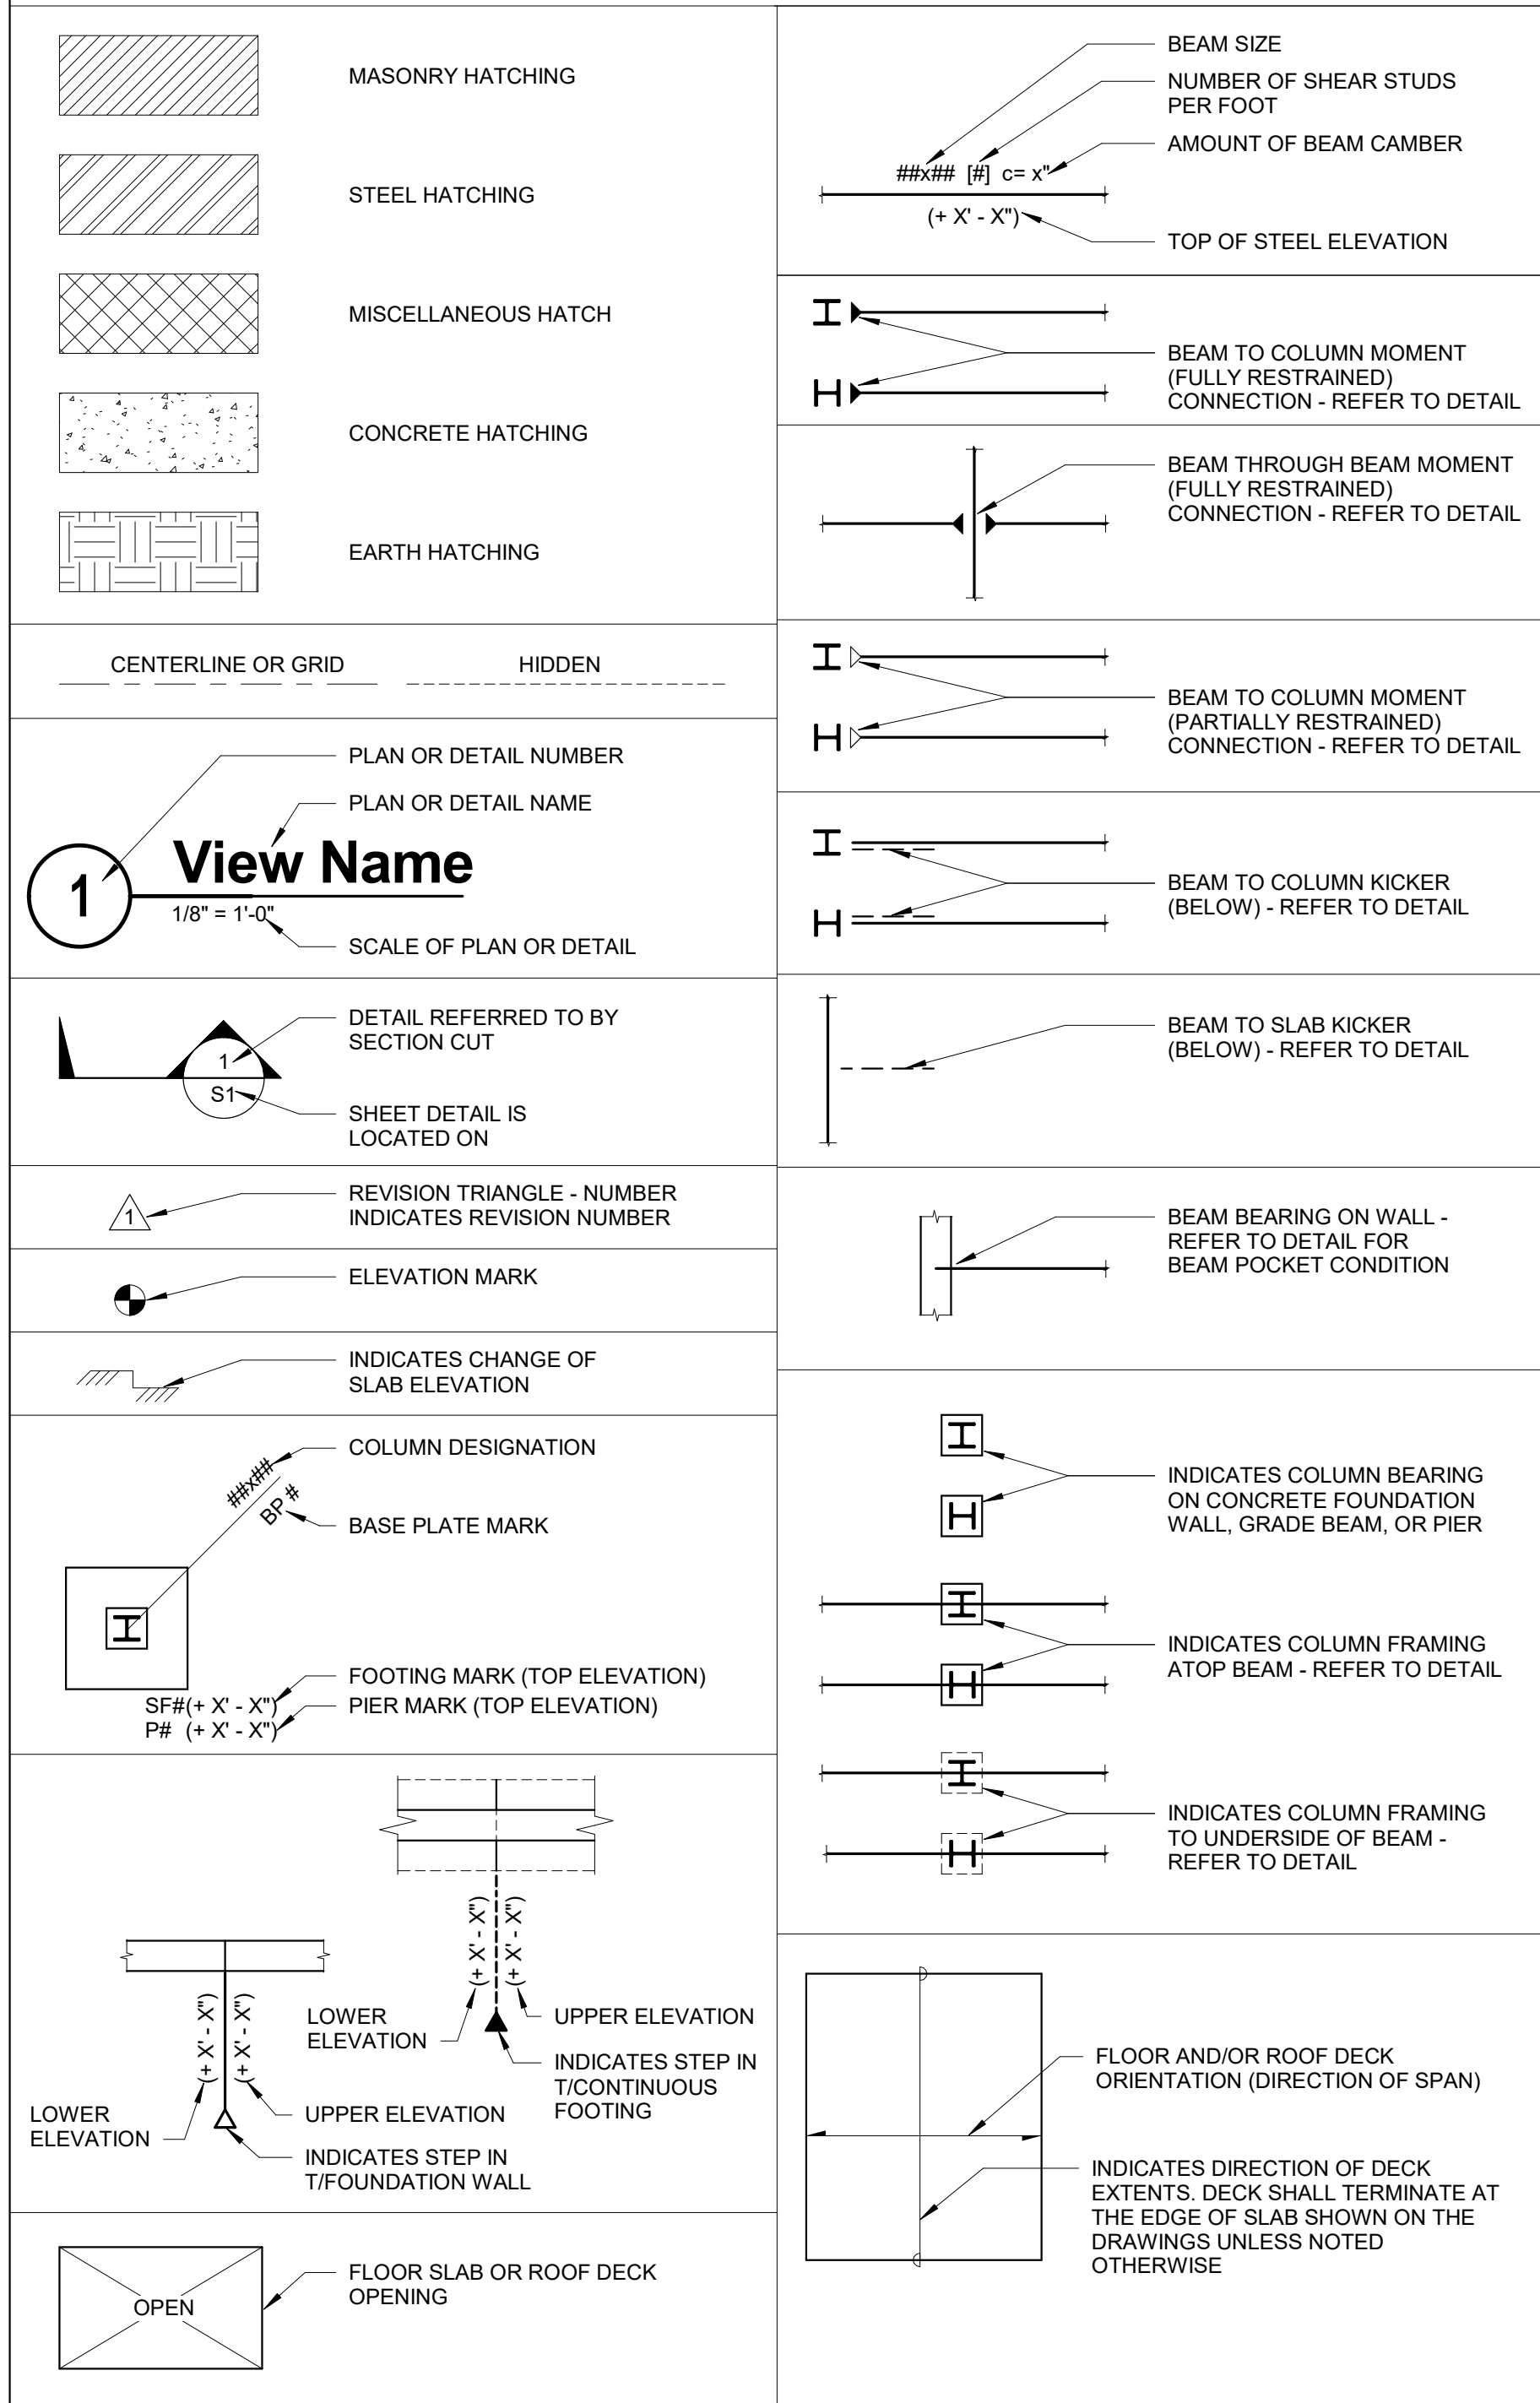 MASONRY HATCHING
STEEL HATCHING
MISCELLANEOUS HATCH
CONCRETE HATCHING
EARTH HATCHING
CENTERLINE OR GRID
HIDDEN
PLAN OR DETAIL NUMBER
PLAN OR DETAIL NAME
1
View Name
1/8" = 1'-0"
SCALE OF PLAN OR DETAIL
DETAIL REFERRED TO BY
SECTION CUT
1
S1
SHEET DETAIL IS
LOCATED ON
REVISION TRIANGLE - NUMBER
INDICATES REVISION NUMBER
1
ELEVATION MARK
INDICATES CHANGE OF
SLAB ELEVATION
COLUMN DESIGNATION
##x##
BP #
BASE PLATE MARK
FOOTING MARK (TOP ELEVATION)
SF#(+ X' - X")
PIER MARK (TOP ELEVATION)
P# (+ X' - X")
(+ X' - X")
(+ X' - X")
LOWER
ELEVATION
UPPER ELEVATION
INDICATES STEP IN
T/CONTINUOUS
FOOTING
(+ X' - X")
(+ X' - X")
LOWER
ELEVATION
UPPER ELEVATION
INDICATES STEP IN
T/FOUNDATION WALL
FLOOR SLAB OR ROOF DECK
OPENING
OPEN
BEAM SIZE
NUMBER OF SHEAR STUDS
PER FOOT
AMOUNT OF BEAM CAMBER
##x## [#] c= x"
(+ X' - X")
TOP OF STEEL ELEVATION
BEAM TO COLUMN MOMENT
(FULLY RESTRAINED)
CONNECTION - REFER TO DETAIL
BEAM THROUGH BEAM MOMENT
(FULLY RESTRAINED)
CONNECTION - REFER TO DETAIL
BEAM TO COLUMN MOMENT
(PARTIALLY RESTRAINED)
CONNECTION - REFER TO DETAIL
BEAM TO COLUMN KICKER
(BELOW) - REFER TO DETAIL
BEAM TO SLAB KICKER
(BELOW) - REFER TO DETAIL
BEAM BEARING ON WALL -
REFER TO DETAIL FOR
BEAM POCKET CONDITION
INDICATES COLUMN BEARING
ON CONCRETE FOUNDATION
WALL, GRADE BEAM, OR PIER
INDICATES COLUMN FRAMING
ATOP BEAM - REFER TO DETAIL
INDICATES COLUMN FRAMING
TO UNDERSIDE OF BEAM -
REFER TO DETAIL
FLOOR AND/OR ROOF DECK
ORIENTATION (DIRECTION OF SPAN)
INDICATES DIRECTION OF DECK
EXTENTS. DECK SHALL TERMINATE AT
THE EDGE OF SLAB SHOWN ON THE
DRAWINGS UNLESS NOTED
OTHERWISE